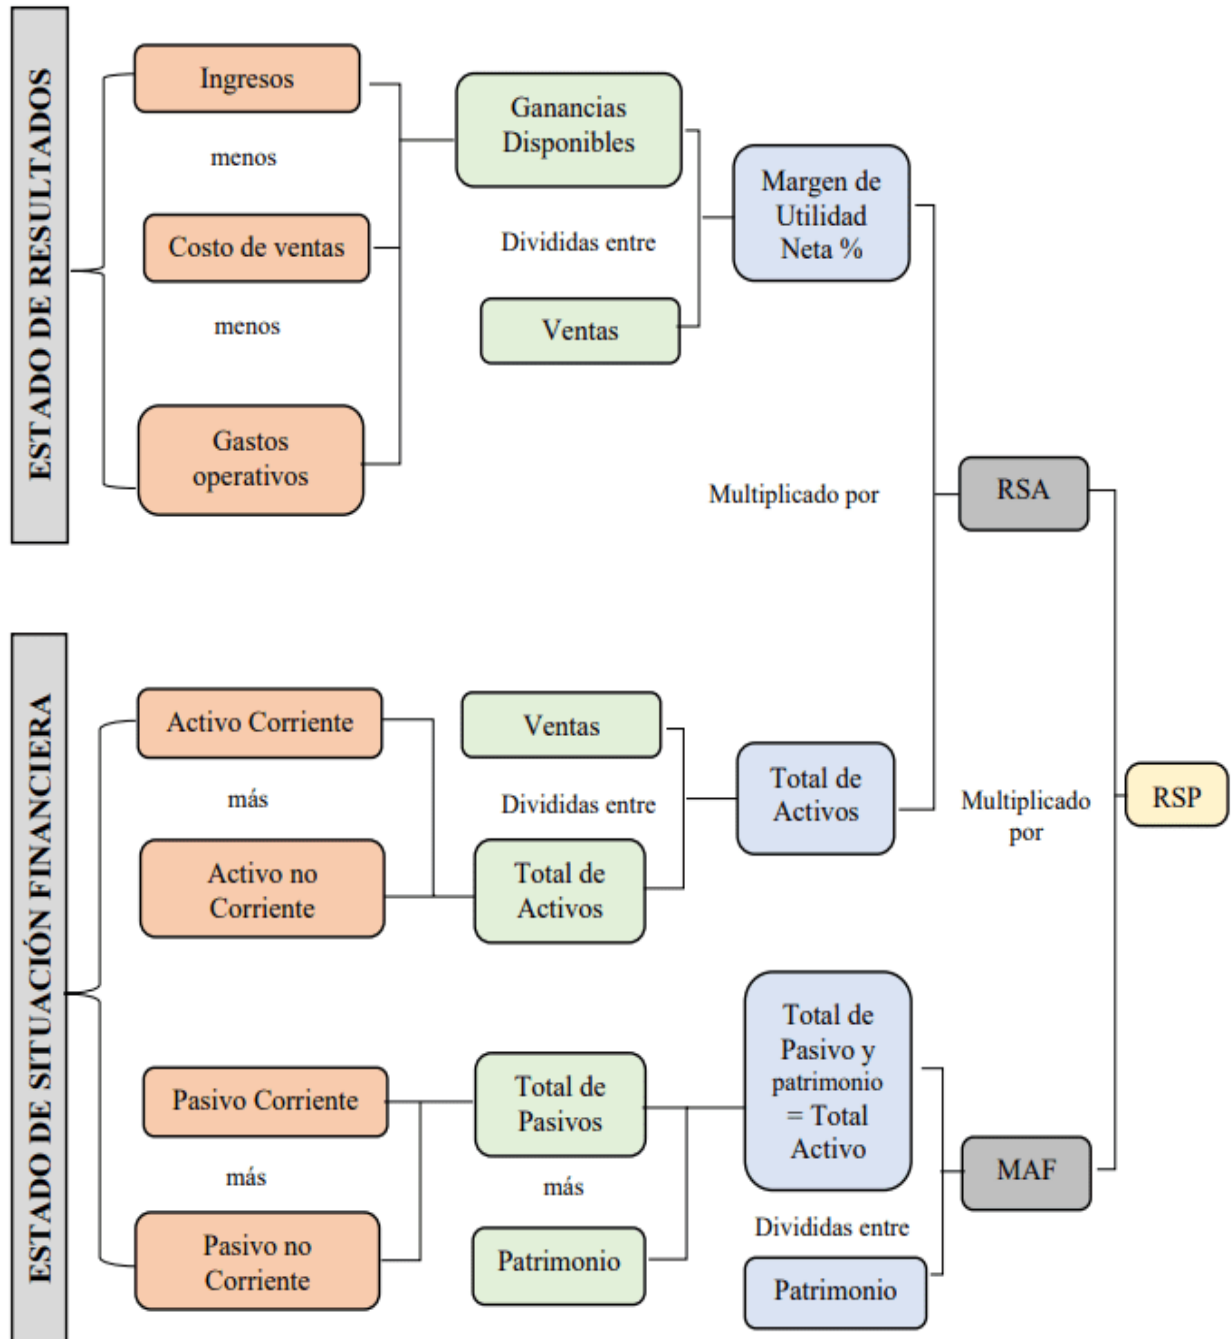 ESTADO DE RESULTADOS
Ingresos
menos
Costo de ventas
menos
Gastos
operativos
Ganancias
Disponibles
Divididas entre
Ventas
Margen de
Utilidad
Neta %
Multiplicado por
RSA
ESTADO DE SITUACIÓN FINANCIERA
Activo Corriente
más
Activo no
Corriente
Ventas
Divididas entre
Total de
Activos
Total de
Activos
Multiplicado
por
RSP
Pasivo Corriente
más
Pasivo no
Corriente
Total de
Pasivos
más
Patrimonio
Total de
Pasivo y
patrimonio
= Total
Activo
Divididas entre
Patrimonio
MAF